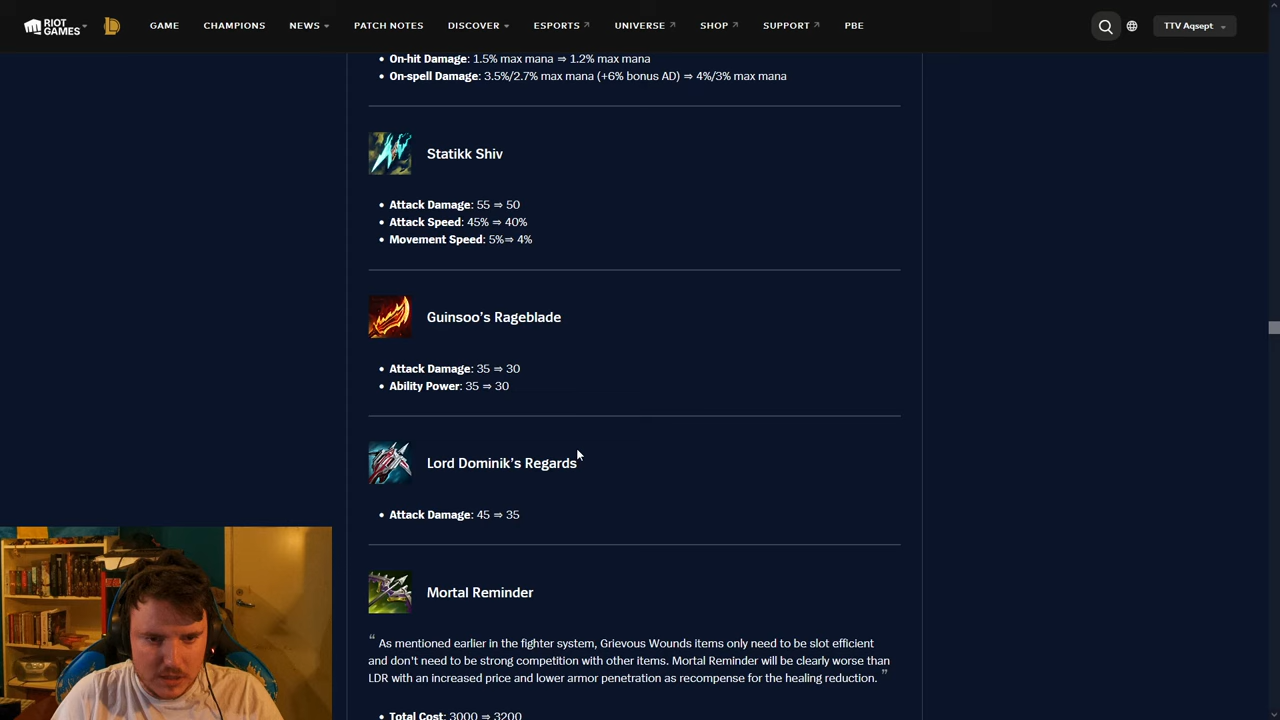 RIOT GAMES
GAME
CHAMPIONS
NEWS
PATCH NOTES
DISCOVER
ESPORTS
UNIVERSE
SHOP
SUPPORT
PBE
TTV Aqsept
• On-hit Damage: 1.5% max mana ⇒ 1.2% max mana
• On-spell Damage: 3.5%/2.7% max mana (+6% bonus AD) ⇒ 4%/3% max mana
Statikk Shiv
• Attack Damage: 55 ⇒ 50
• Attack Speed: 45% ⇒ 40%
• Movement Speed: 5%⇒ 4%
Guinsoo’s Rageblade
• Attack Damage: 35 ⇒ 30
• Ability Power: 35 ⇒ 30
Lord Dominik’s Regards
• Attack Damage: 45 ⇒ 35
Mortal Reminder
“ As mentioned earlier in the fighter system, Grievous Wounds items only need to be slot efficient
and don't need to be strong competition with other items. Mortal Reminder will be clearly worse than
LDR with an increased price and lower armor penetration as recompense for the healing reduction. ”
• Total Cost: 3000 ⇒ 3200